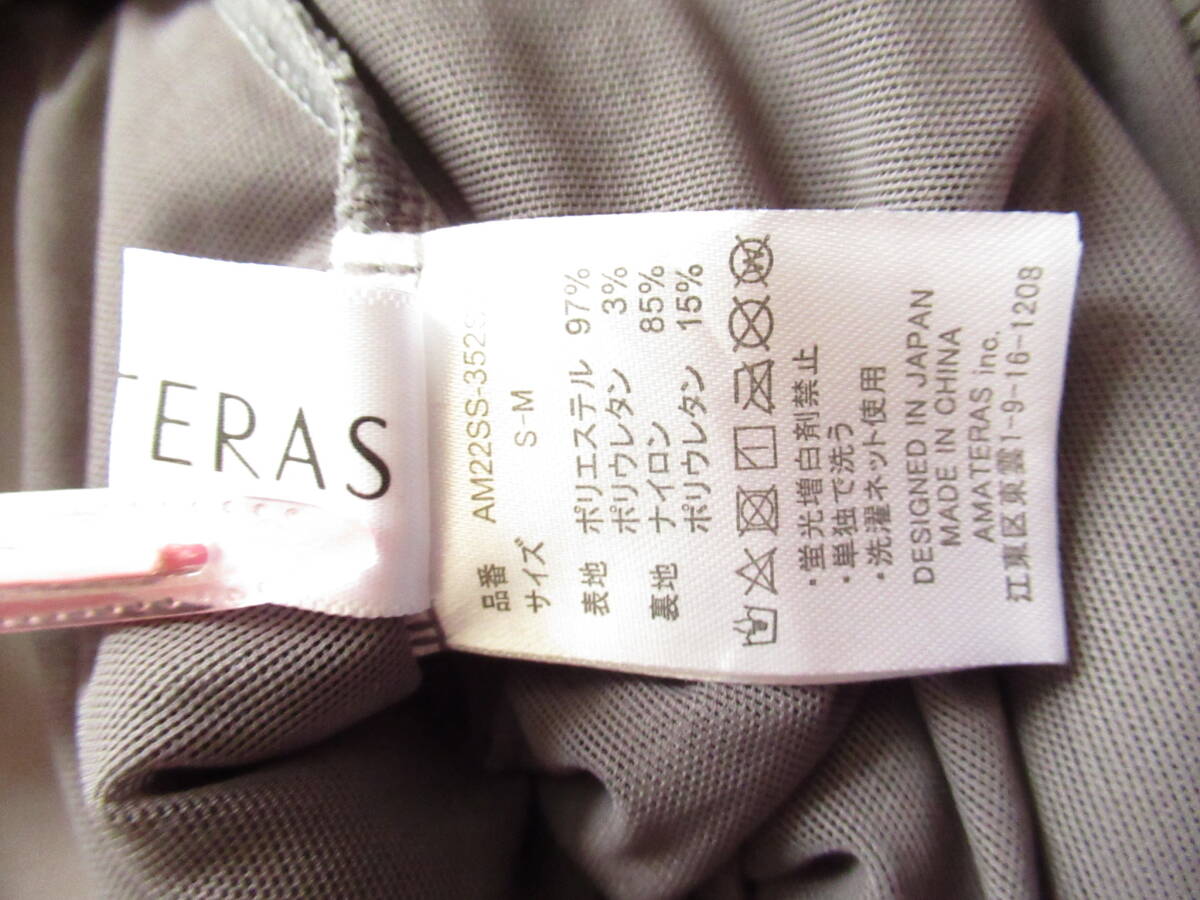 TERAS
品番 AM22SS-352
サイズ S-M
表地 ポリエステル 97%
ポリウレタン 3%
裏地 ナイロン 85%
ポリウレタン 15%
・蛍光増白剤禁止
・単独で洗う
・洗濯ネット使用
DESIGNED IN JAPAN
MADE IN CHINA
AMATERAS inc.
江東区東雲1-9-16-1208